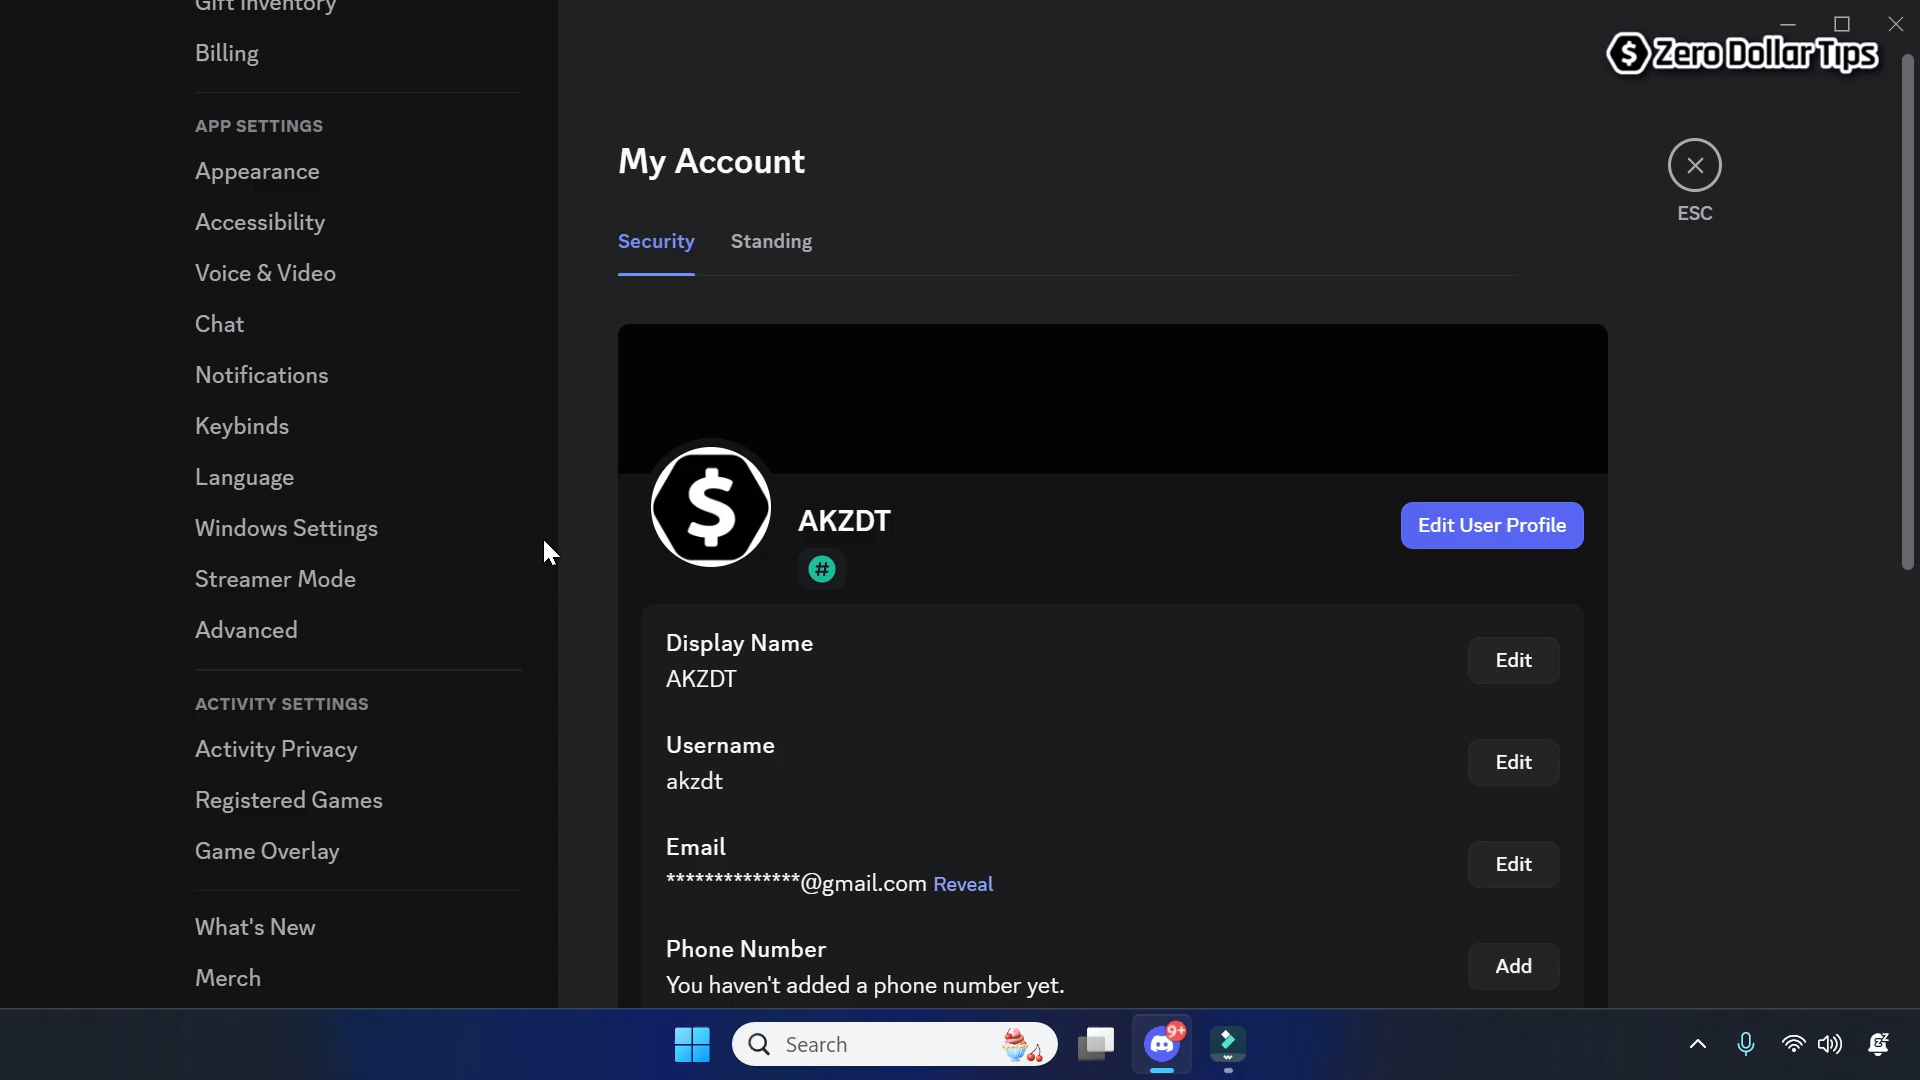 Gift Inventory
Billing
APP SETTINGS
Appearance
Accessibility
Voice & Video
Chat
Notifications
Keybinds
Language
Windows Settings
Streamer Mode
Advanced
ACTIVITY SETTINGS
Activity Privacy
Registered Games
Game Overlay
What's New
Merch
$ Zero Dollar Tips
My Account
ESC
Security Standing
$
AKZDT
Edit User Profile
#
Display Name
AKZDT
Edit
Username
akzdt
Edit
Email
**************@gmail.com Reveal
Edit
Phone Number
You haven't added a phone number yet.
Add
Search
9+